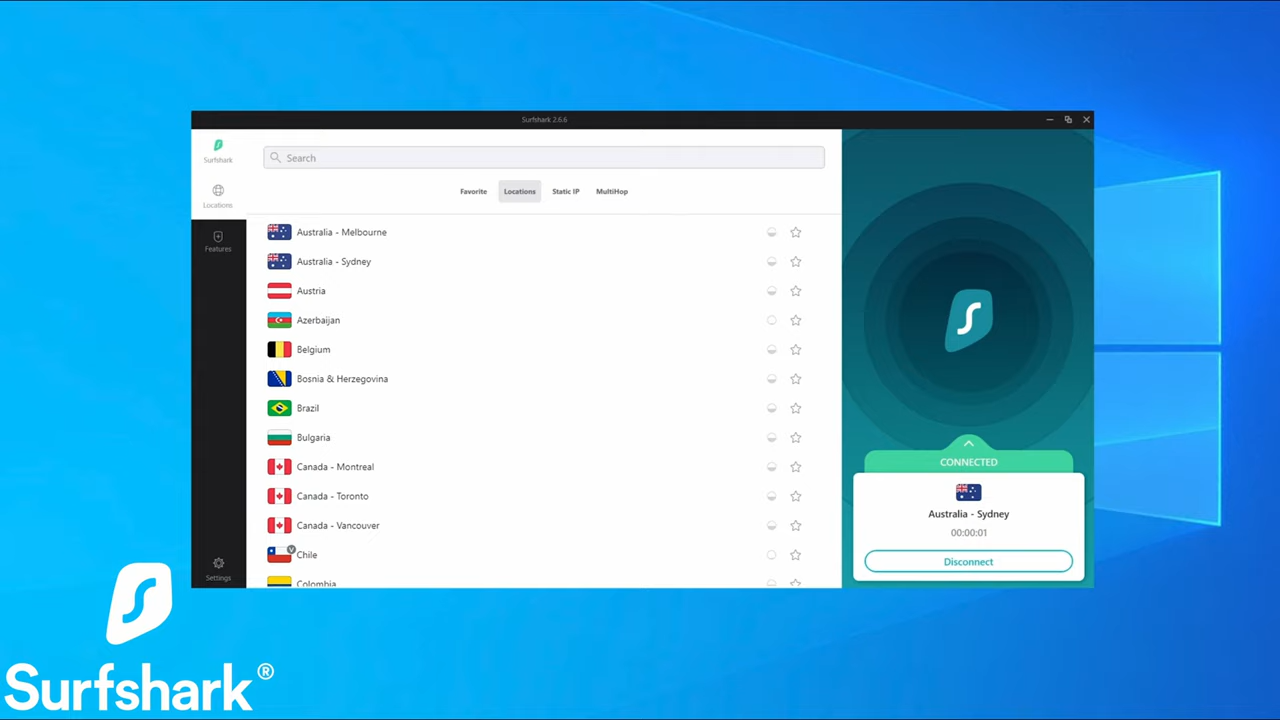 Surfshark 2.6.6
Surfshark
Search
Locations
Favorite Locations Static IP MultiHop
Features
Australia - Melbourne
Australia - Sydney
Austria
Azerbaijan
Belgium
Bosnia & Herzegovina
Brazil
Bulgaria
Canada - Montreal
Canada - Toronto
Canada - Vancouver
V
Chile
Colombia
Settings
CONNECTED
Australia - Sydney
00:00:01
Disconnect
Surfshark®